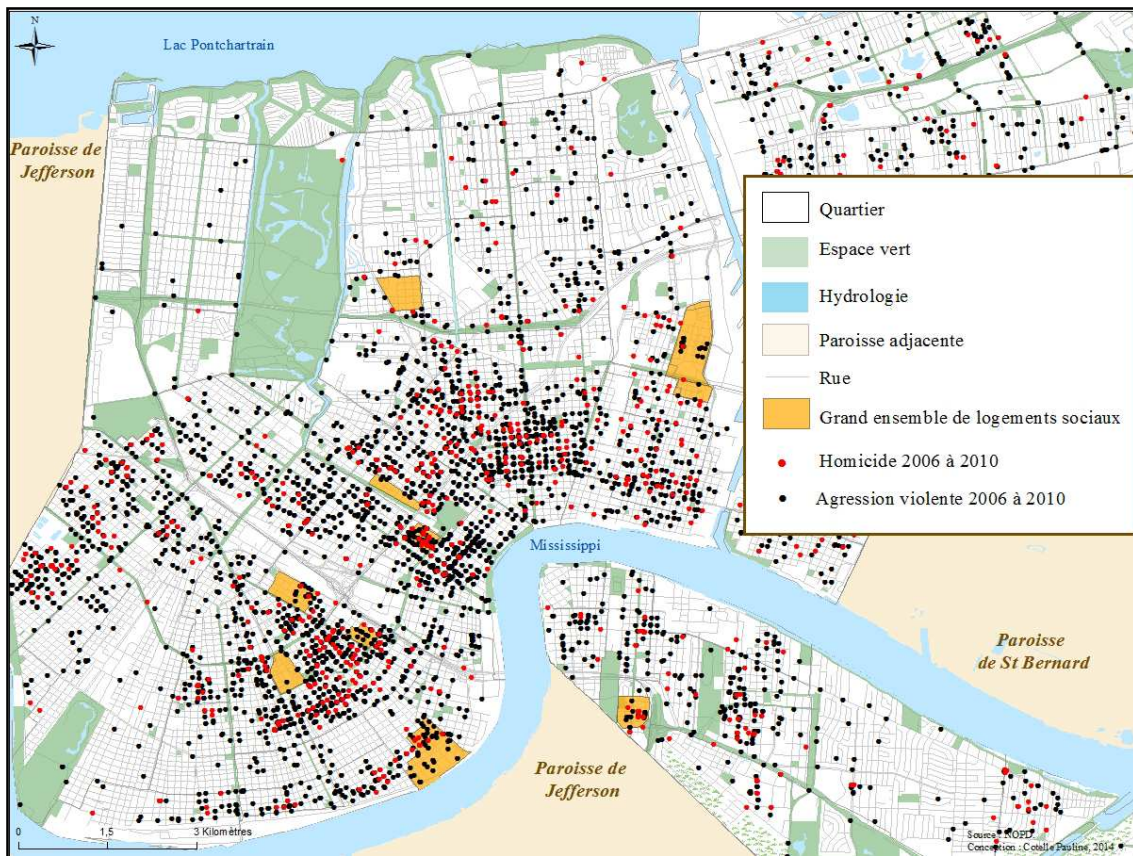 N
Lac Pontchartrain
Paroisse de
Jefferson
Quartier
Espace vert
Hydrologie
Paroisse adjacente
Rue
Grand ensemble de logements sociaux
Homicide 2006 à 2010
Agression violente 2006 à 2010
Mississippi
Paroisse
de St Bernard
Paroisse de
Jefferson
0 1,5 3 Kilomètres
Source : NOPD
Conception : Cotelle Pauline, 2014